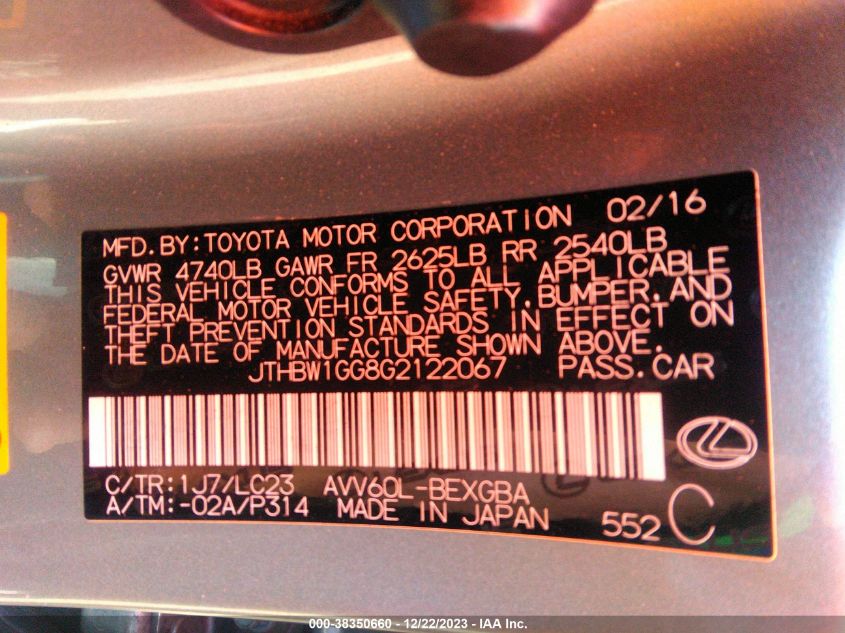 MFD.BY:TOYOTA MOTOR CORPORATION 02/16
GVWR 4740LB GAWR FR 2625LB RR 2540LB
THIS VEHICLE CONFORMS TO ALL APPLICABLE
FEDERAL MOTOR VEHICLE SAFETY,BUMPER,AND
THEFT PREVENTION STANDARDS IN EFFECT ON
THE DATE OF MANUFACTURE SHOWN ABOVE.
JTHBW1GG8G2122067 PASS.CAR
C/TR:1J7/LC23 AVV60L-BEXGBA
A/TM:-02A/P314 MADE IN JAPAN 552 C
000-38350660 - 12/22/2023 - IAA Inc.